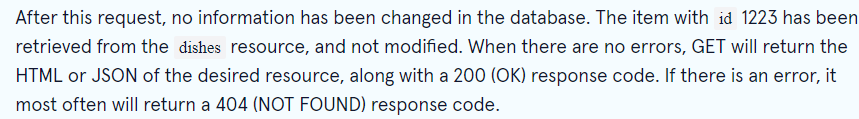 After this request, no information has been changed in the database. The item with id 1223 has been
retrieved from the dishes resource, and not modified. When there are no errors, GET will return the
HTML or JSON of the desired resource, along with a 200 (OK) response code. If there is an error, it
most often will return a 404 (NOT FOUND) response code.